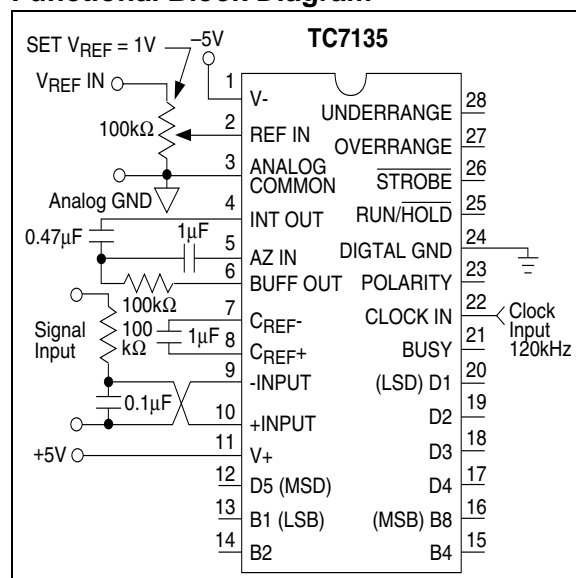 Functional Block Diagram
SET VREF = 1V
–5V
TC7135
VREF IN
100kΩ
Analog GND
0.47µF
1µF
100kΩ
Signal
Input
100
kΩ
1µF
0.1µF
+5V
1 V-
2 REF IN
3 ANALOG
COMMON
4 INT OUT
5 AZ IN
6 BUFF OUT
7 CREF-
8 CREF+
9 -INPUT
10 +INPUT
11 V+
12 D5 (MSD)
13 B1 (LSB)
14 B2
UNDERRANGE 28
OVERRANGE 27
STROBE 26
RUN/HOLD 25
DIGTAL GND 24
POLARITY 23
CLOCK IN 22
Clock
Input
120kHz
BUSY 21
(LSD) D1 20
D2 19
D3 18
D4 17
(MSB) B8 16
B4 15